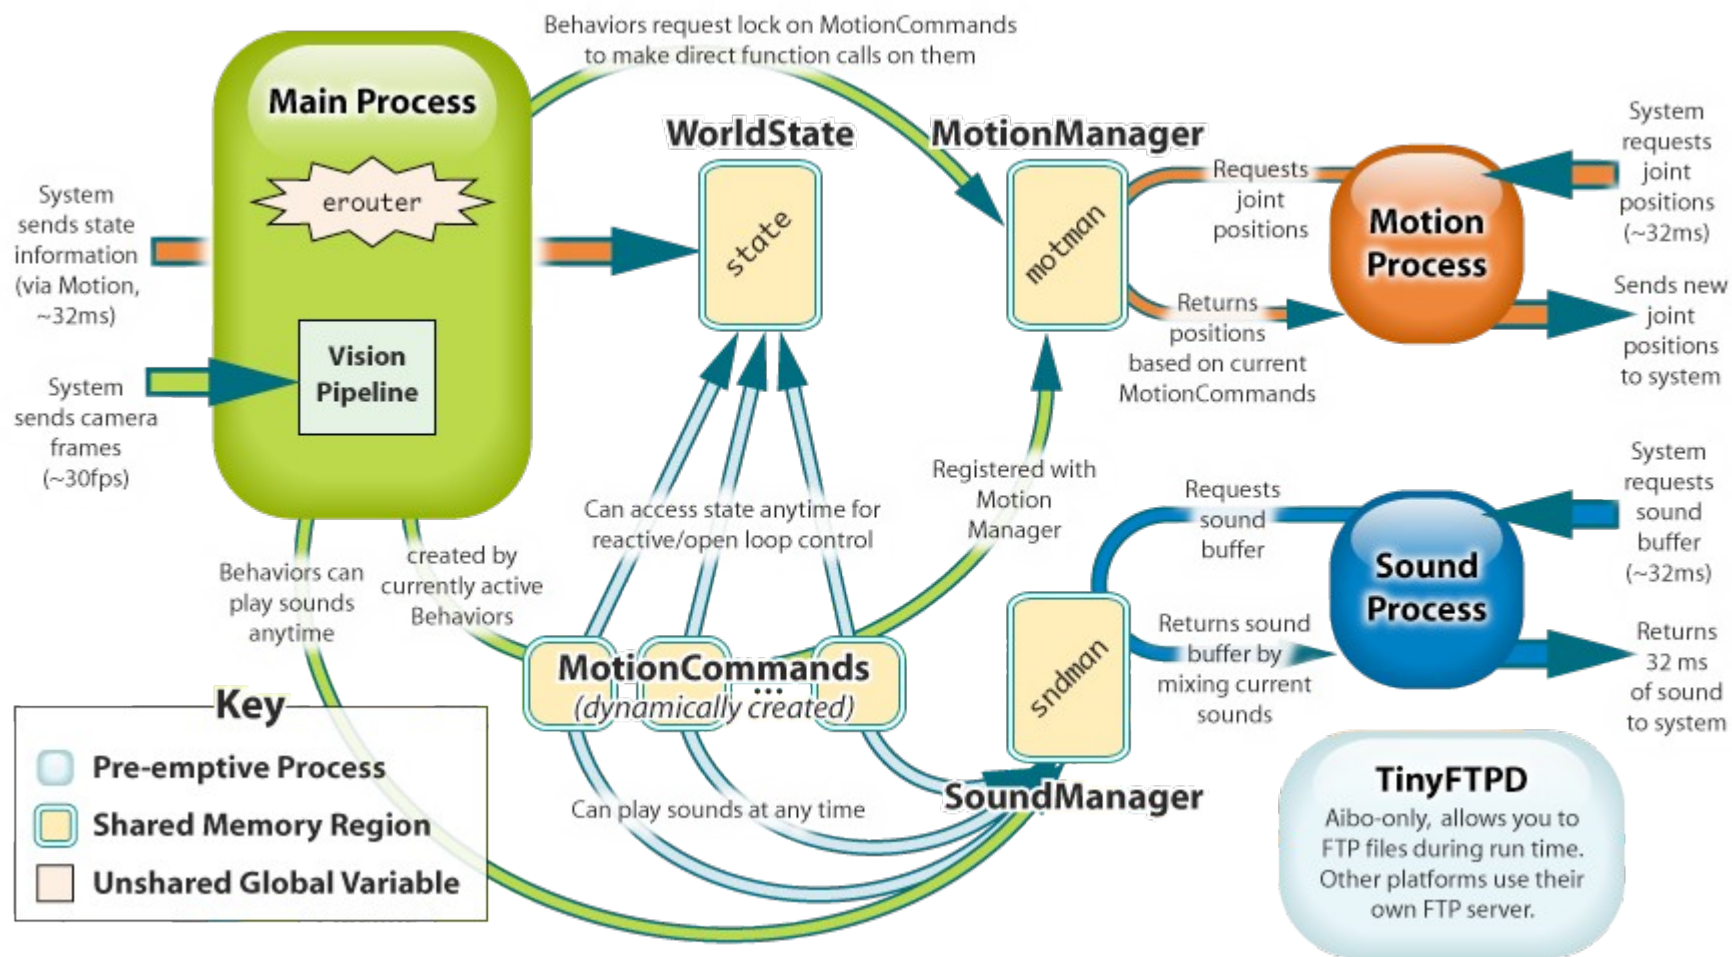 Behaviors request lock on MotionCommands
to make direct function calls on them
Main Process
erouter
Vision
Pipeline
System
sends state
information
(via Motion,
~32ms)
System
sends camera
frames
(~30fps)
WorldState
state
MotionManager
motman
Requests
joint
positions
Returns
positions
based on current
MotionCommands
Motion
Process
System
requests
joint
positions
(~32ms)
Sends new
joint
positions
to system
Can access state anytime for
reactive/open loop control
Registered with
Motion
Manager
Behaviors can
play sounds
anytime
created by
currently active
Behaviors
MotionCommands
...
(dynamically created)
Can play sounds at any time
Requests
sound
buffer
Returns sound
buffer by
mixing current
sounds
sndman
SoundManager
Sound
Process
System
requests
sound
buffer
(~32ms)
Returns
32 ms
of sound
to system
Key
Pre-emptive Process
Shared Memory Region
Unshared Global Variable
TinyFTPD
Aibo-only, allows you to
FTP files during run time.
Other platforms use their
own FTP server.